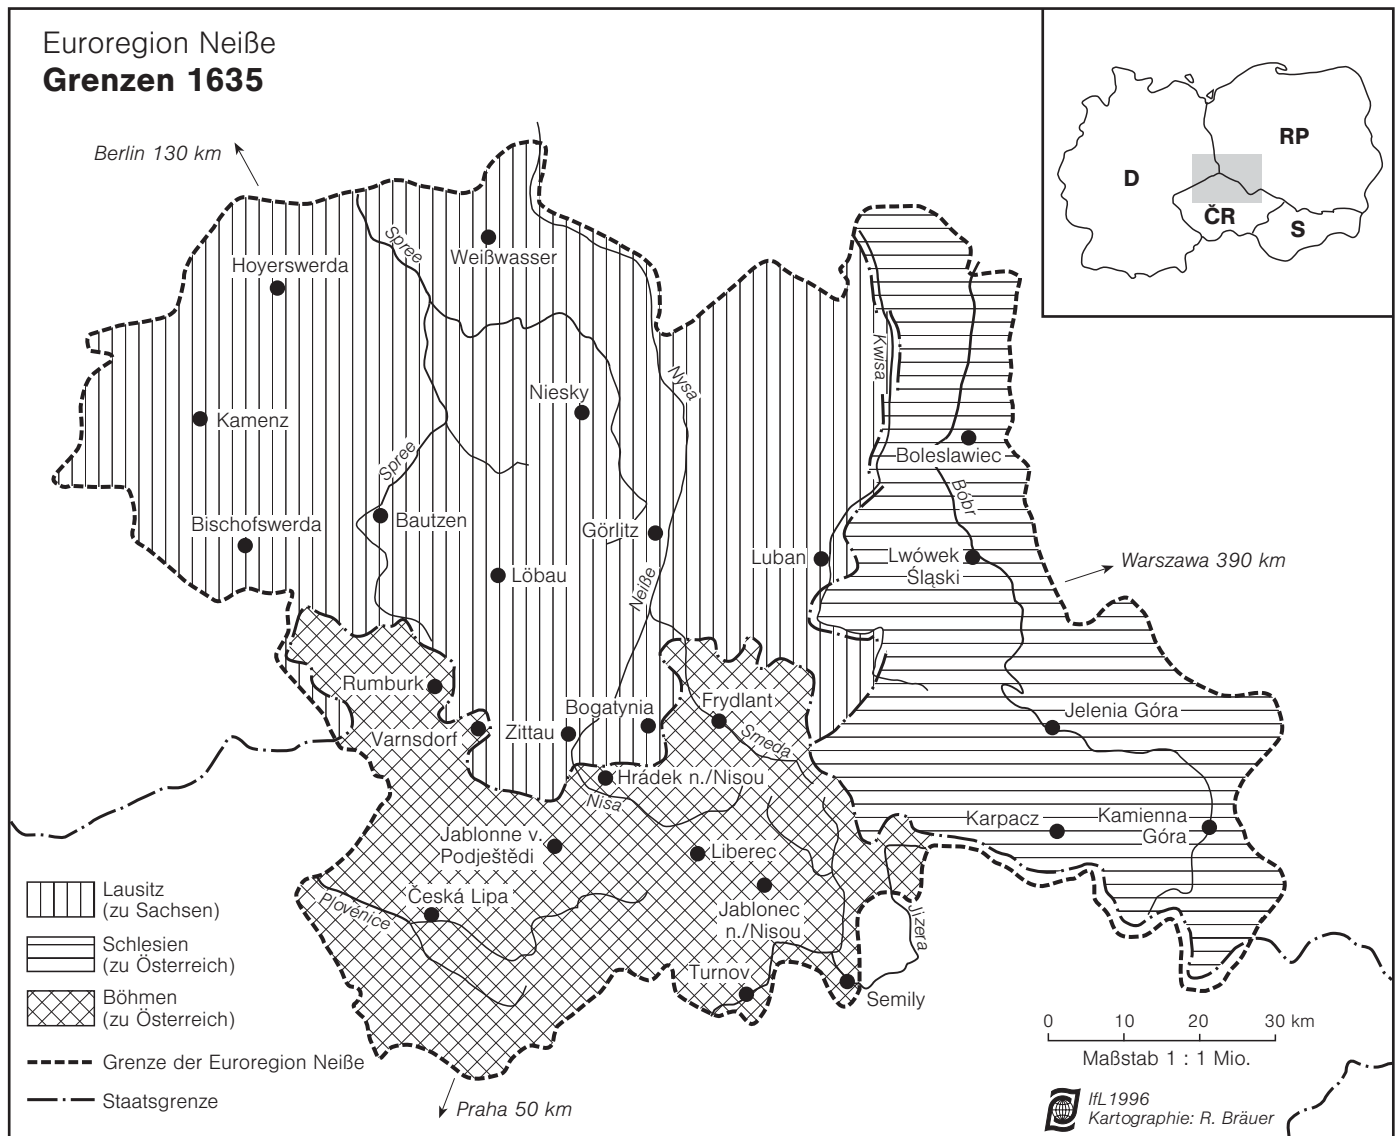 Euroregion Neiße
Grenzen 1635
Berlin 130 km
D
RP
ČR
S
Spree
Weißwasser
Hoyerswerda
Kwisa
Nysa
Niesky
Kamenz
Boleslawiec
Spree
Bóbr
Bischofswerda
Bautzen
Görlitz
Luban
Lwówek
Śląski
Warszawa 390 km
Löbau
Neiße
Rumburk
Frydlant
Bogatynia
Jelenia Góra
Varnsdorf
Zittau
Smeda
Hrádek n./Nisou
Nisa
Karpacz
Kamienna
Góra
Jablonne v.
Podještědi
Liberec
Česká Lipa
Plovénice
Jablonec
n./Nisou
Jizera
Turnov
Semily
Lausitz
(zu Sachsen)
Schlesien
(zu Österreich)
Böhmen
(zu Österreich)
Grenze der Euroregion Neiße
Staatsgrenze
Praha 50 km
0 10 20 30 km
Maßstab 1 : 1 Mio.
IfL1996
Kartographie: R. Bräuer